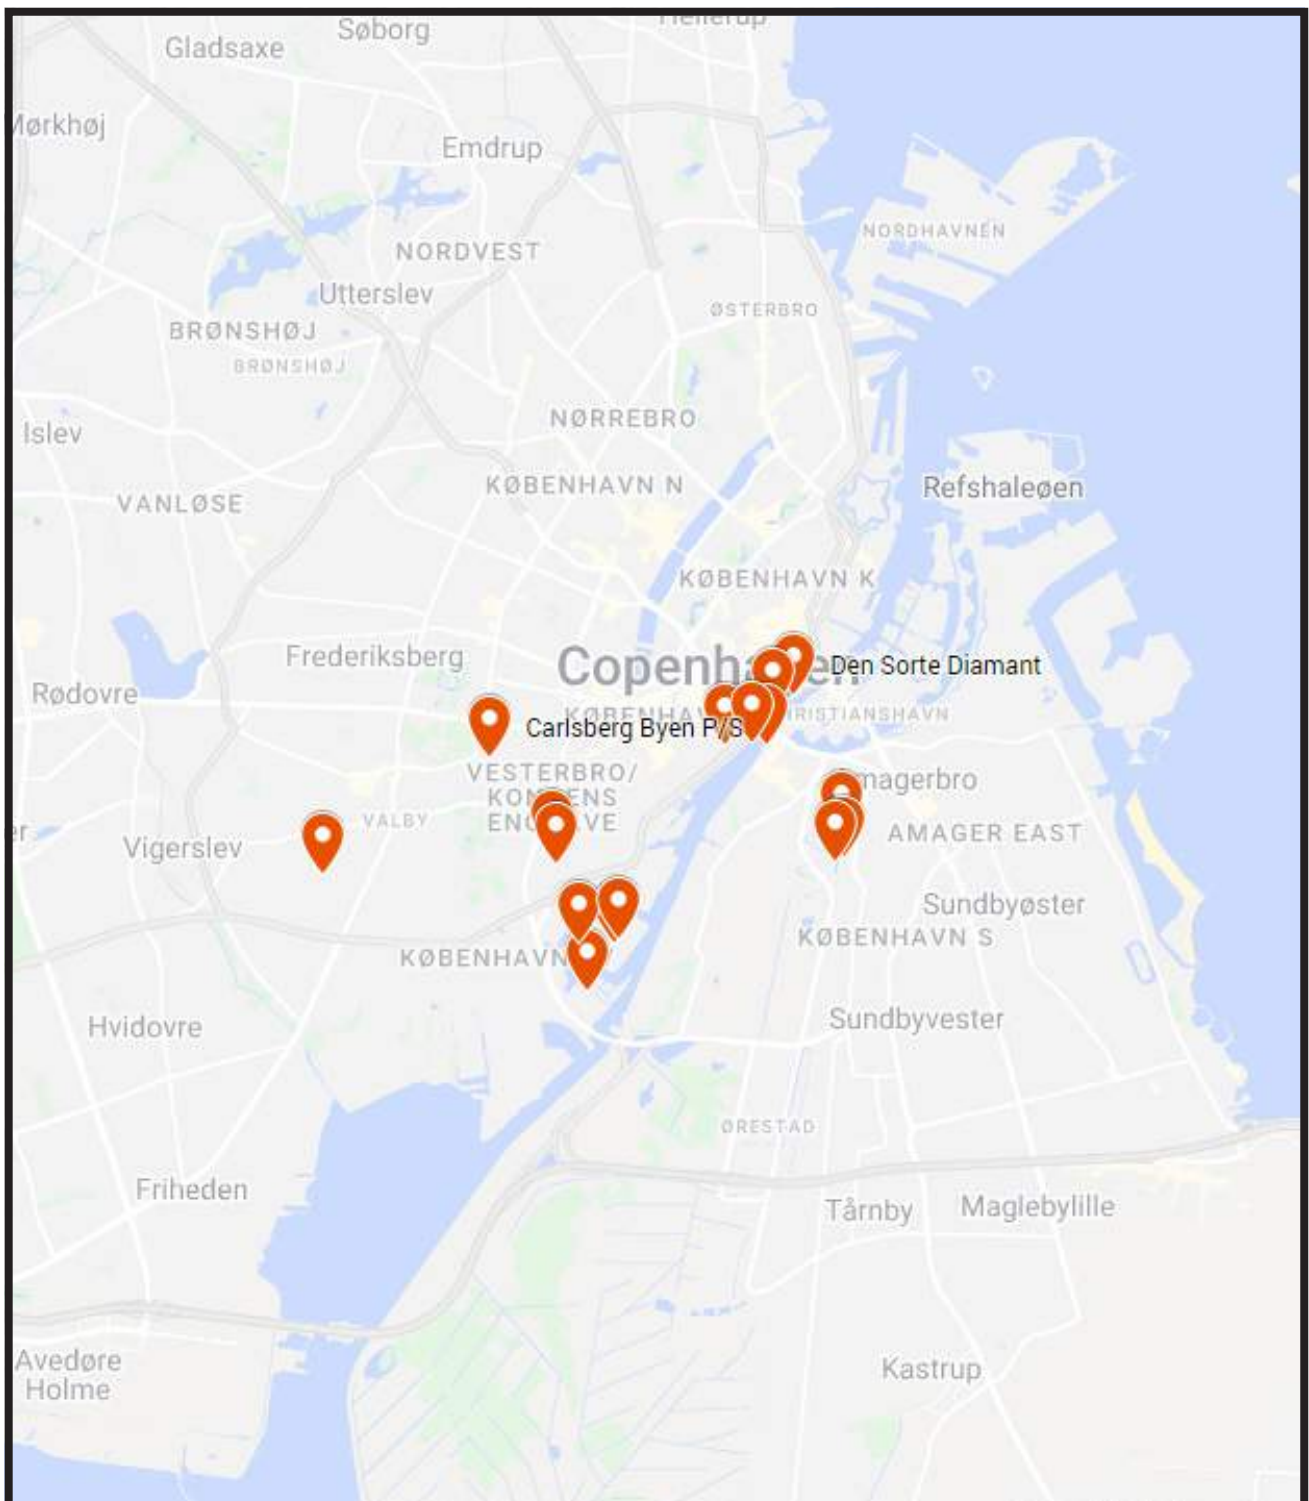 Søborg
Gladsaxe
Emdrup
NORDHAVNEN
NORDVEST
Utterslev
ØSTERBRO
BRØNSHØJ
BRØNSHØJ
NØRREBRO
Islev
KØBENHAVN N
Refshaleøen
VANLØSE
KØBENHAVN K
Frederiksberg
Den Sorte Diamant
Rødovre
Carlsberg Byen P/S
VESTERBRO/
VALBY
Vigerslev
AMAGER EAST
Sundbyøster
KØBENHAVN S
KØBENHAVN
Hvidovre
Sundbyvester
ØRESTAD
Friheden
Tårnby
Maglebylille
Avedøre
Holme
Kastrup